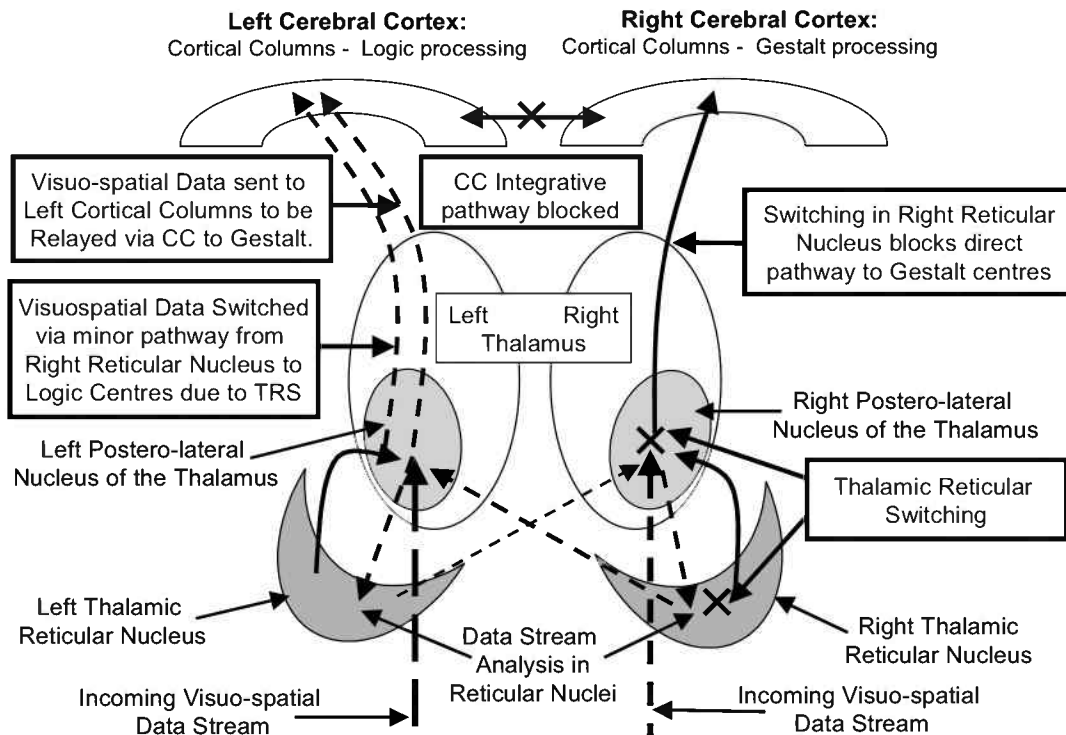 Left Cerebral Cortex:
Cortical Columns - Logic processing
Right Cerebral Cortex:
Cortical Columns - Gestalt processing
Visuo-spatial Data sent to
Left Cortical Columns to be
Relayed via CC to Gestalt.
CC Integrative
pathway blocked
Switching in Right Reticular
Nucleus blocks direct
pathway to Gestalt centres
Visuospatial Data Switched
via minor pathway from
Right Reticular Nucleus to
Logic Centres due to TRS
Left Right
Thalamus
Left Postero-lateral
Nucleus of the Thalamus
Right Postero-lateral
Nucleus of the Thalamus
Thalamic Reticular
Switching
Left Thalamic
Reticular Nucleus
Data Stream
Analysis in
Reticular Nuclei
Right Thalamic
Reticular Nucleus
Incoming Visuo-spatial
Data Stream
Incoming Visuo-spatial
Data Stream